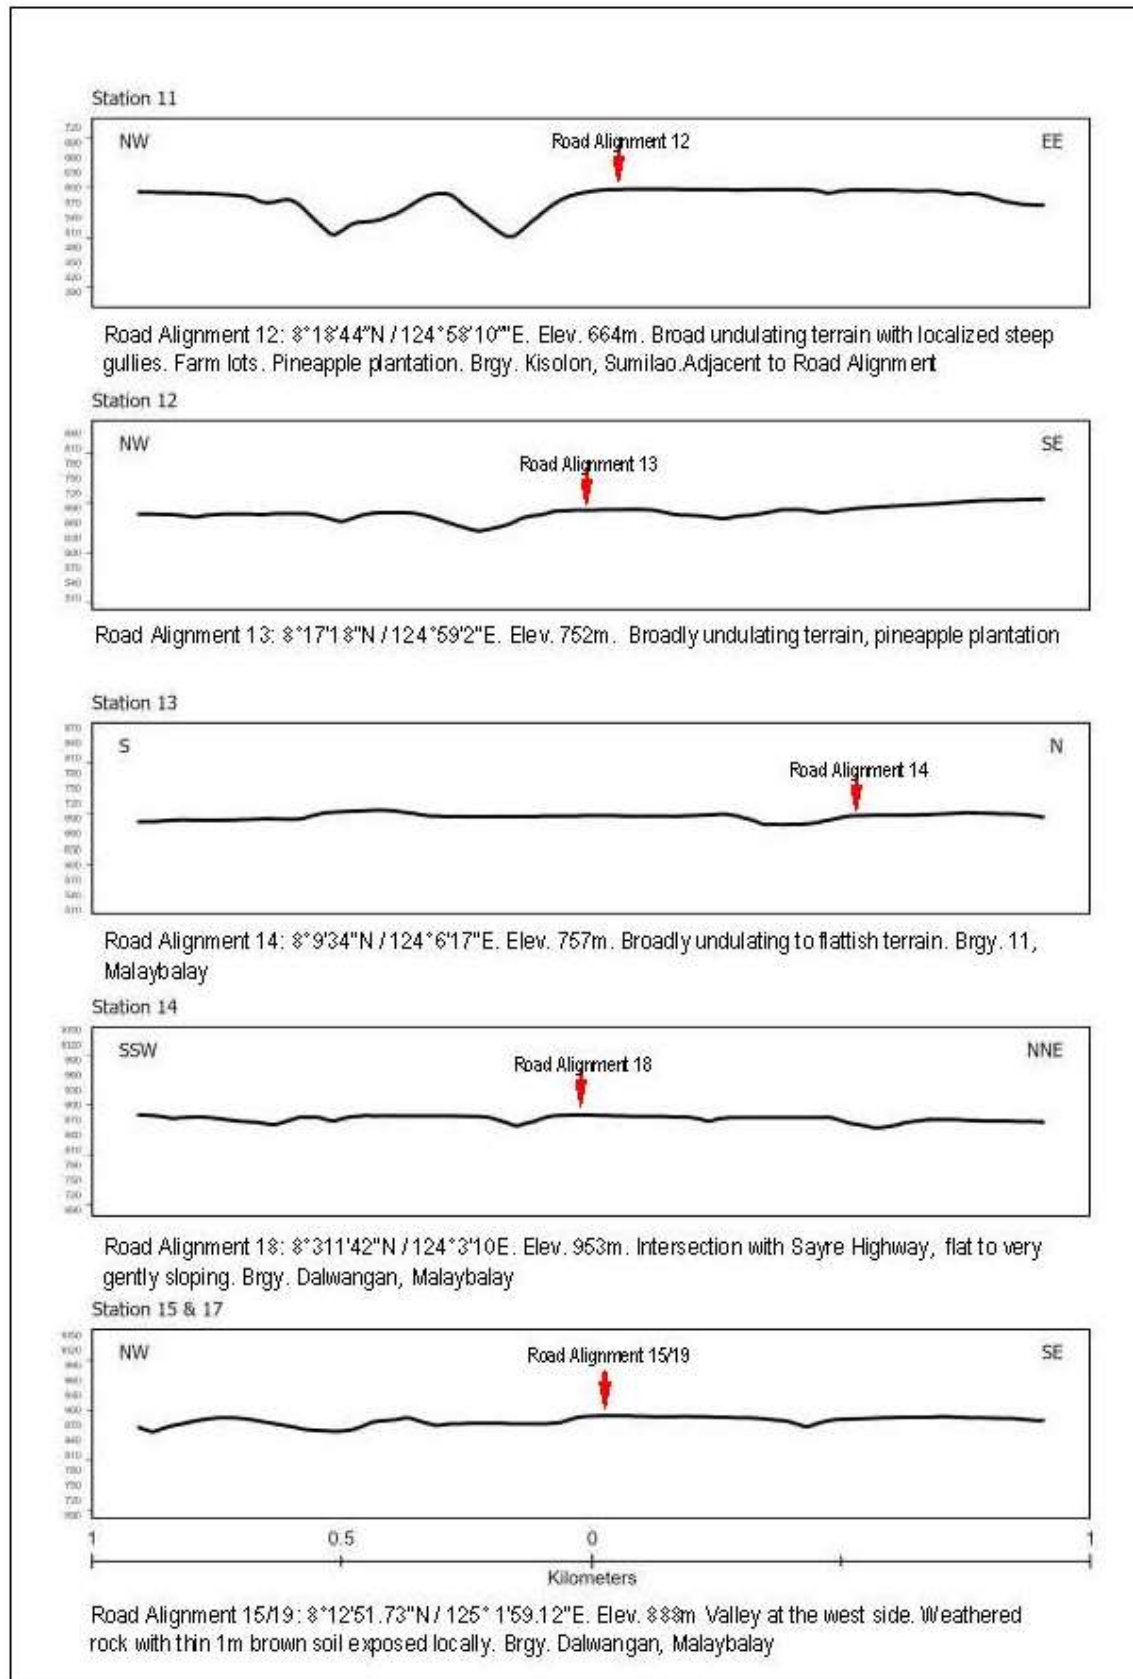 Station 11
NW
Road Alignment 12
EE
Road Alignment 12: 8°18'44"N / 124°58'10""E. Elev. 664m. Broad undulating terrain with localized steep
gullies. Farm lots. Pineapple plantation. Brgy. Kisolon, Sumilao.Adjacent to Road Alignment
Station 12
NW
Road Alignment 13
SE
Road Alignment 13: 8°17'18"N / 124°59'2"E. Elev. 752m. Broadly undulating terrain, pineapple plantation
Station 13
S
Road Alignment 14
N
Road Alignment 14: 8°9'34"N / 124°6'17"E. Elev. 757m. Broadly undulating to flattish terrain. Brgy. 11,
Malaybalay
Station 14
SSW
Road Alignment 18
NNE
Road Alignment 18: 8°311'42"N / 124°3'10E. Elev. 953m. Intersection with Sayre Highway, flat to very
gently sloping. Brgy. Dalwangan, Malaybalay
Station 15 & 17
NW
Road Alignment 15/19
SE
1 0.5 0 1
Kilometers
Road Alignment 15/19: 8°12'51.73"N / 125° 1'59.12"E. Elev. 888m Valley at the west side. Weathered
rock with thin 1m brown soil exposed locally. Brgy. Dalwangan, Malaybalay